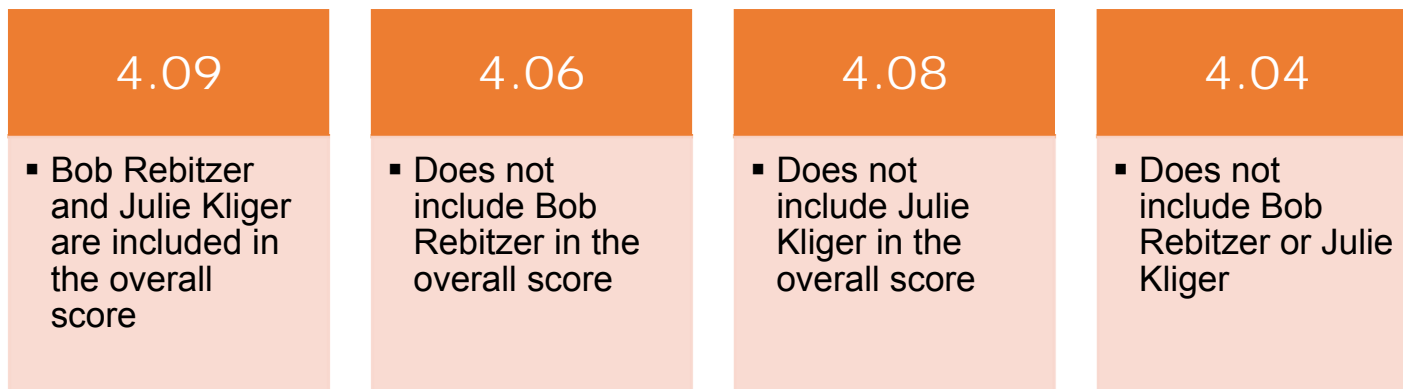 4.09
▪ Bob Rebitzer
and Julie Kliger
are included in
the overall
score
4.06
▪ Does not
include Bob
Rebitzer in the
overall score
4.08
▪ Does not
include Julie
Kliger in the
overall score
4.04
▪ Does not
include Bob
Rebitzer or Julie
Kliger